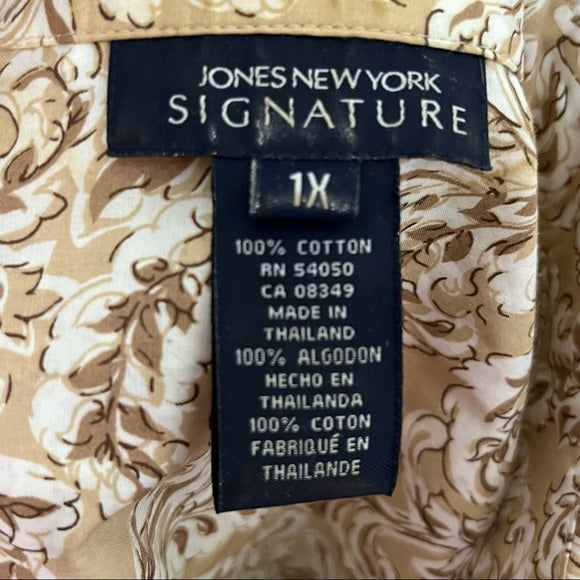 JONES NEW YORK
SIGNATURE
1X
100% COTTON
RN 54050
CA 08349
MADE IN
THAILAND
100% ALGODON
HECHO EN
THAILANDA
100% COTON
FABRIQUÉ EN
THAILANDE